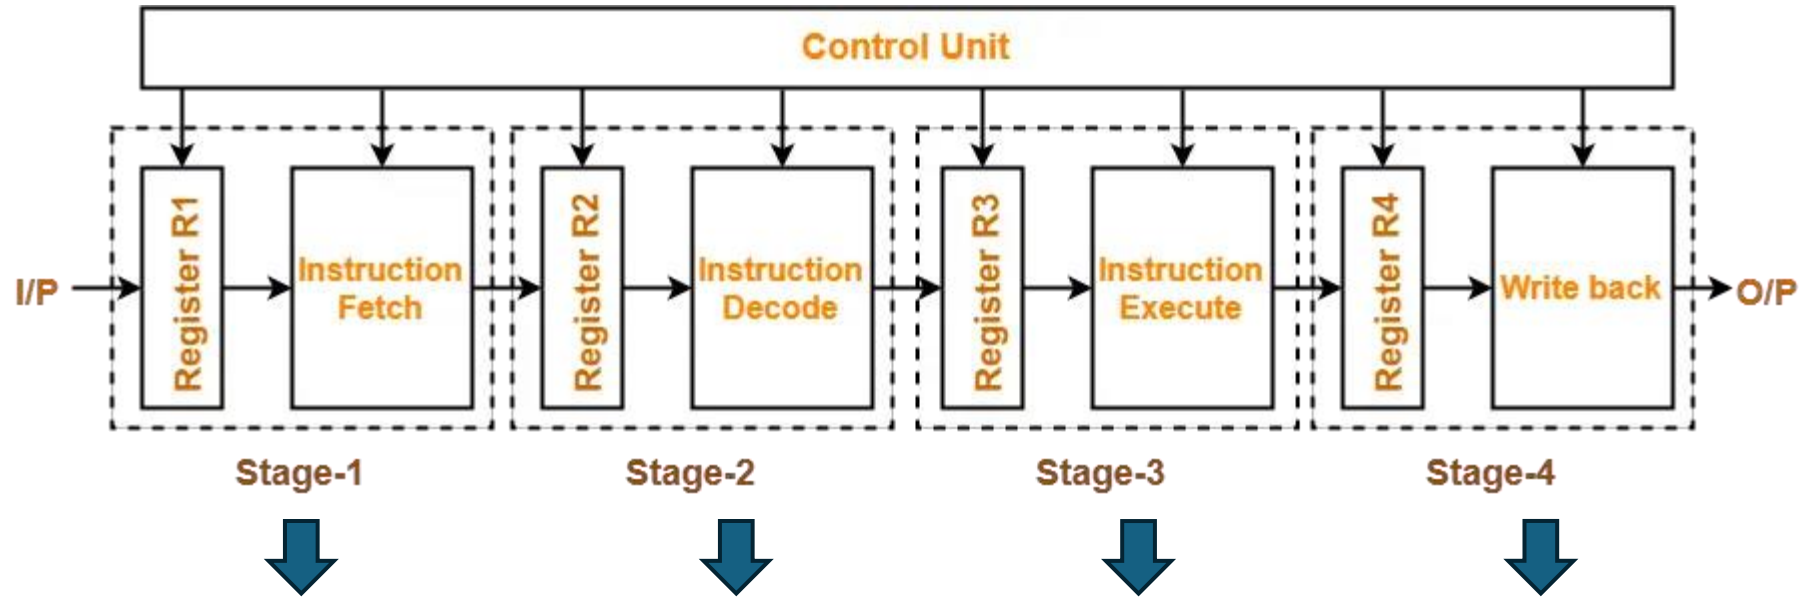 Control Unit
I/P
Register R1
Instruction
Fetch
Register R2
Instruction
Decode
Register R3
Instruction
Execute
Register R4
Write back
O/P
Stage-1
Stage-2
Stage-3
Stage-4